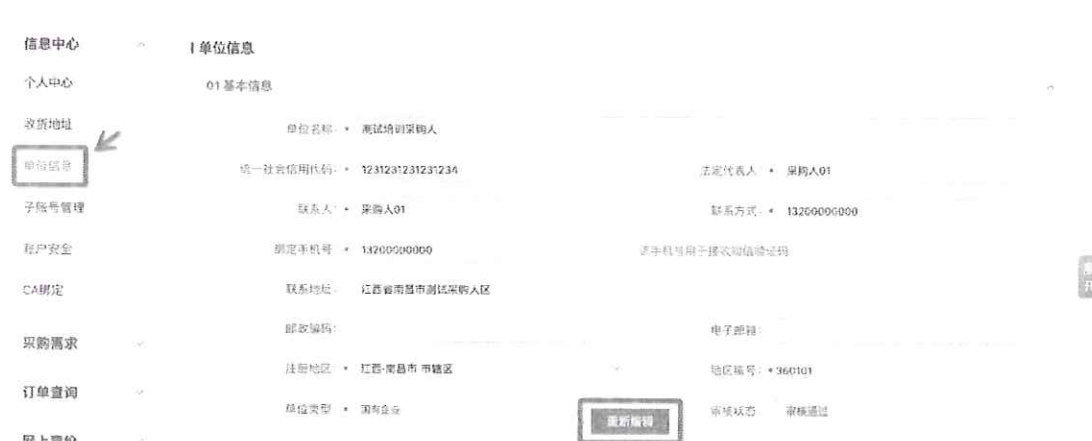 信息中心
个人中心
收货地址
单位信息
子账号管理
账户安全
CA绑定
采购需求
订单查询
网上竞价
单位信息
01 基本信息
单位名称: * 测试培训采购人
统一社会信用代码: * 1231231231231234
法定代表人 * 采购人01
联系人: * 采购人01
联系方式: * 13200000000
绑定手机号 * 13200000000
该手机号用于接收短信验证码
联系地址: 江西省南昌市测试采购人区
邮政编码:
电子邮箱:
注册地区 * 江西-南昌市 市辖区
地区编号: * 360101
单位类型 * 国有企业
重新编辑
审核状态 审核通过